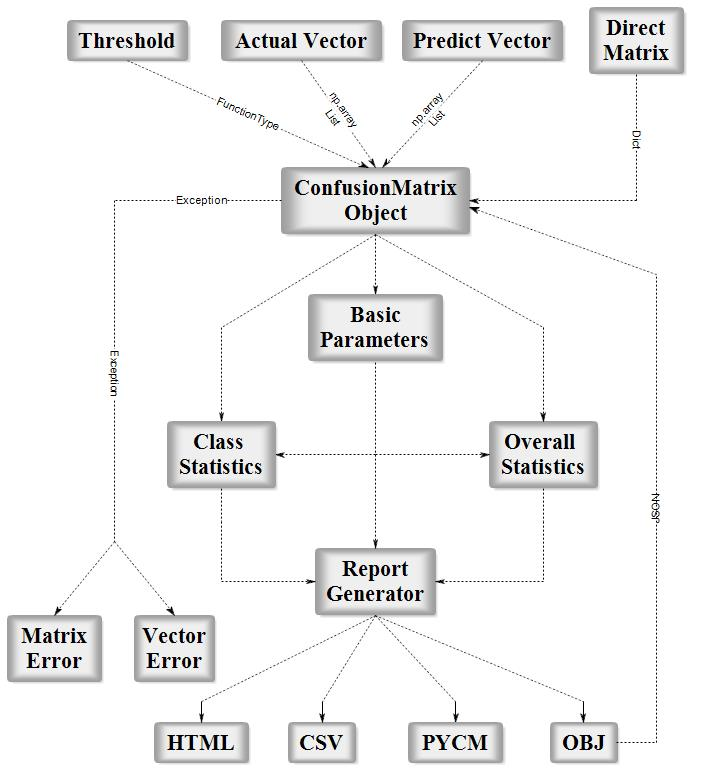 Threshold
Actual Vector
Predict Vector
Direct
Matrix
FunctionType
np.array
List
np.array
List
Dict
ConfusionMatrix
Object
Exception
Exception
Basic
Parameters
Class
Statistics
Overall
Statistics
Report
Generator
Matrix
Error
Vector
Error
HTML
CSV
PYCM
OBJ